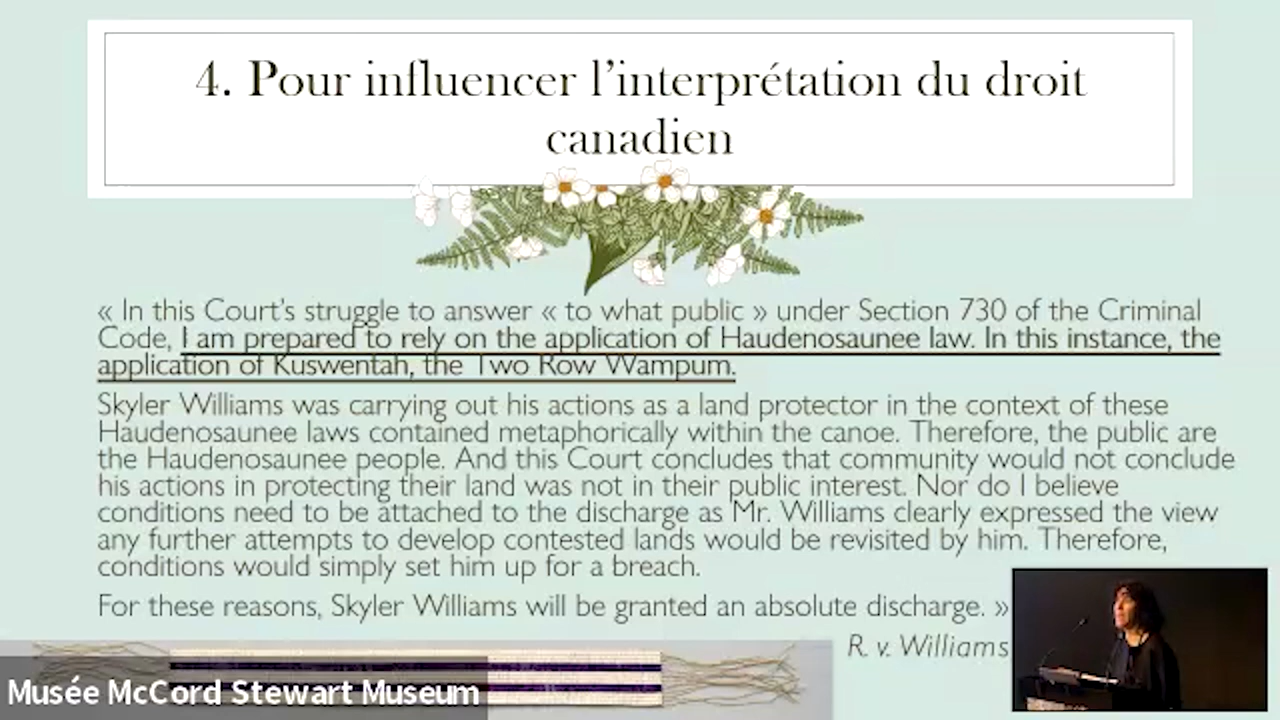 4. Pour influencer l’interprétation du droit
canadien
« In this Court’s struggle to answer « to what public » under Section 730 of the Criminal
Code, I am prepared to rely on the application of Haudenosaunee law. In this instance, the
application of Kuswentah, the Two Row Wampum.
Skyler Williams was carrying out his actions as a land protector in the context of these
Haudenosaunee laws contained metaphorically within the canoe. Therefore, the public are
the Haudenosaunee people. And this Court concludes that community would not conclude
his actions in protecting their land was not in their public interest. Nor do I believe
conditions need to be attached to the discharge as Mr. Williams clearly expressed the view
any further attempts to develop contested lands would be revisited by him. Therefore,
conditions would simply set him up for a breach.
For these reasons, Skyler Williams will be granted an absolute discharge. »
R. v. Williams
Musée McCord Stewart Museum